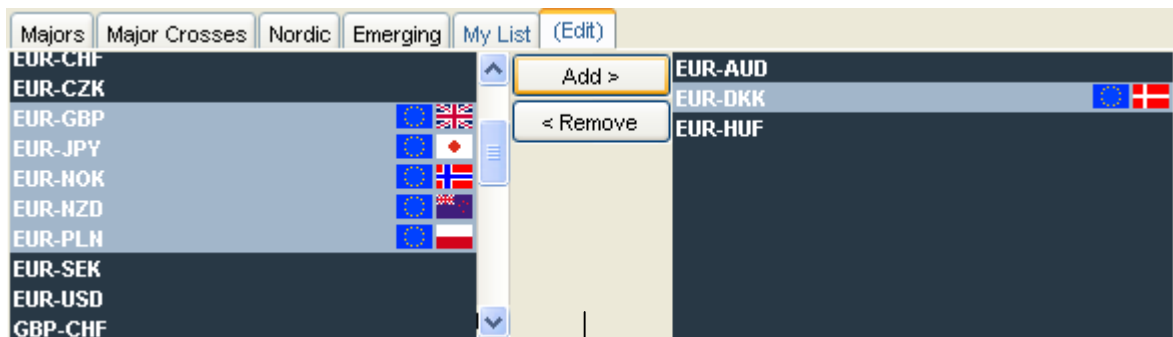 Majors Major Crosses Nordic Emerging My List (Edit)
EUR-CHF
EUR-CZK
EUR-GBP
EUR-JPY
EUR-NOK
EUR-NZD
EUR-PLN
EUR-SEK
EUR-USD
GBP-CHF
Add >
< Remove
EUR-AUD
EUR-DKK
EUR-HUF